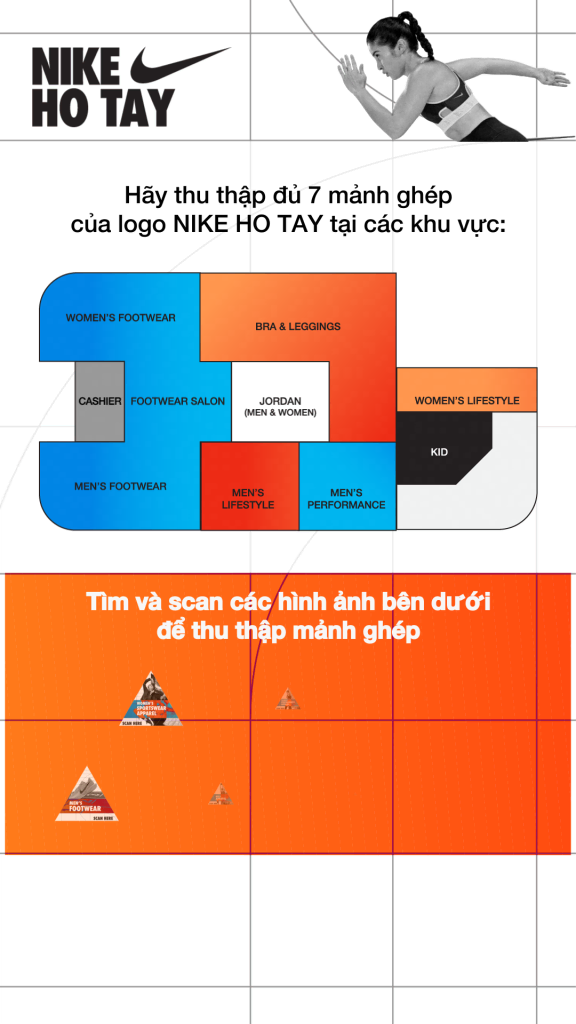 NIKE
HO TAY
Hãy thu thập đủ 7 mảnh ghép
của logo NIKE HO TAY tại các khu vực:
WOMEN'S FOOTWEAR
BRA & LEGGINGS
CASHIER
FOOTWEAR SALON
JORDAN
(MEN & WOMEN)
WOMEN'S LIFESTYLE
KID
MEN'S FOOTWEAR
MEN'S
LIFESTYLE
MEN'S
PERFORMANCE
Tìm và scan các hình ảnh bên dưới
để thu thập mảnh ghép
WOMEN'S
SPORTSWEAR
APPAREL
SCAN HERE
MEN'S
FOOTWEAR
SCAN HERE